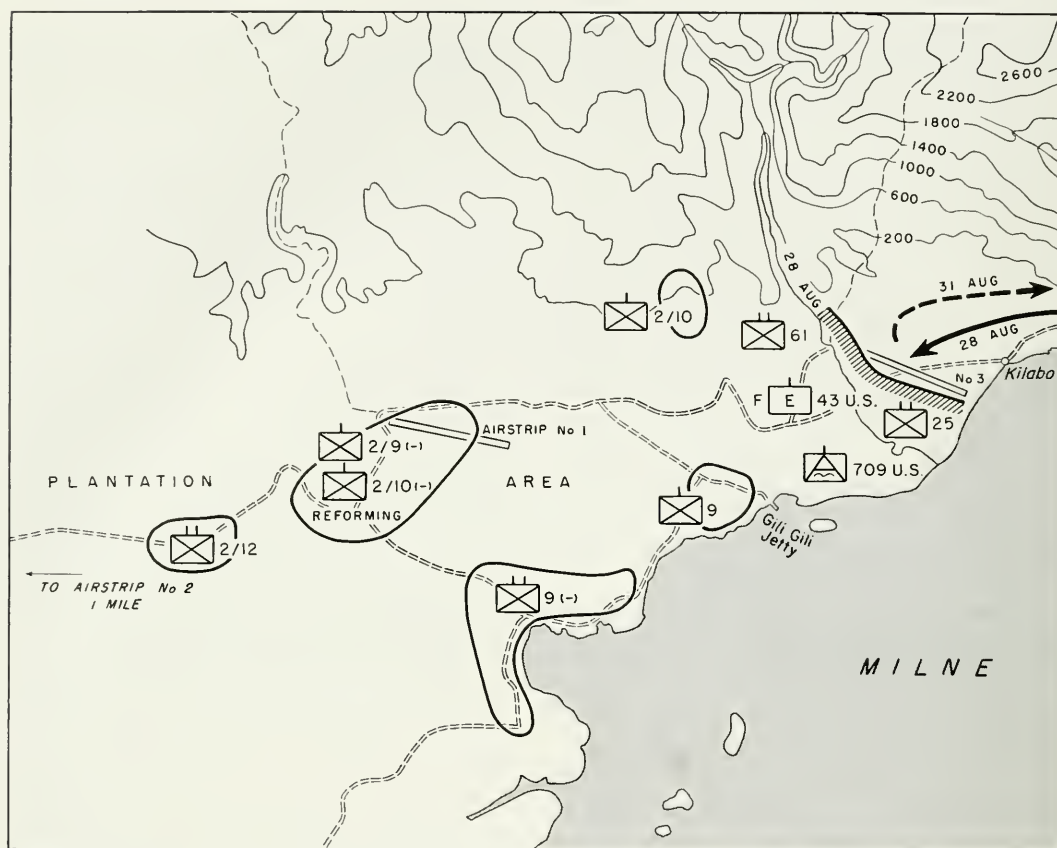 2600
2200
1800
1400
1000
600
200
28 AUG
31 AUG
28 AUG
2/10
61
No 3
Kilabo
F E 43 U.S.
25
AIRSTRIP No 1
2/9 (-)
709 U.S.
2/10 (-)
PLANTATION AREA
REFORMING
9
Gili Gili
Jetty
2/12
TO AIRSTRIP No 2
1 MILE
9 (-)
MILNE